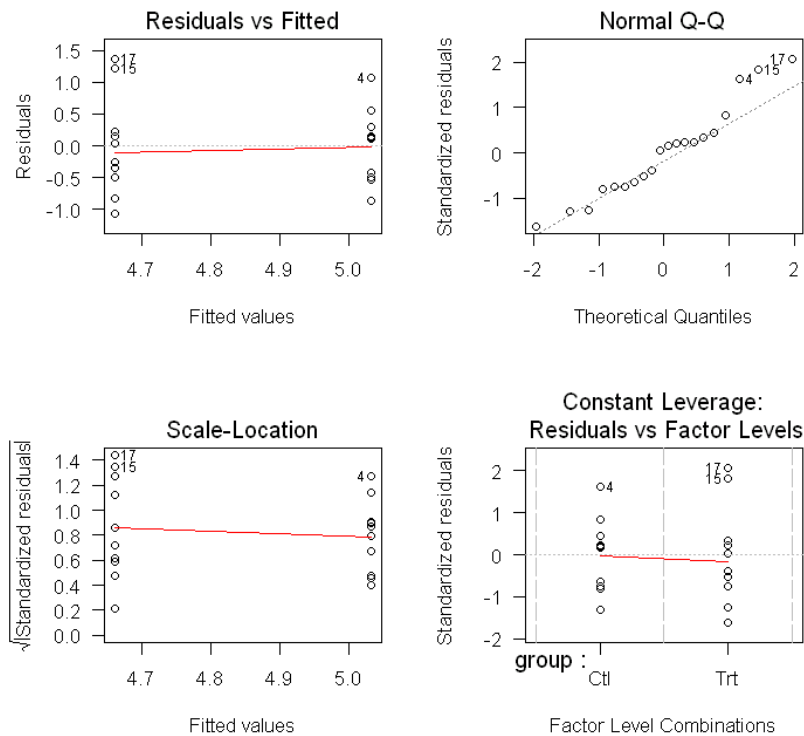 Residuals vs Fitted
Residuals
1.5
1.0
0.5
0.0
-0.5
-1.0
17
15
4
4.7 4.8 4.9 5.0
Fitted values
Normal Q-Q
Standardized residuals
2
1
0
-1
17
15
4
-2 -1 0 1 2
Theoretical Quantiles
Scale-Location
√|Standardized residuals|
1.4
1.2
1.0
0.8
0.6
0.4
0.2
0.0
17
15
4
4.7 4.8 4.9 5.0
Fitted values
Constant Leverage:
Residuals vs Factor Levels
Standardized residuals
2
1
0
-1
-2
4
17
15
group :
Ctl Trt
Factor Level Combinations